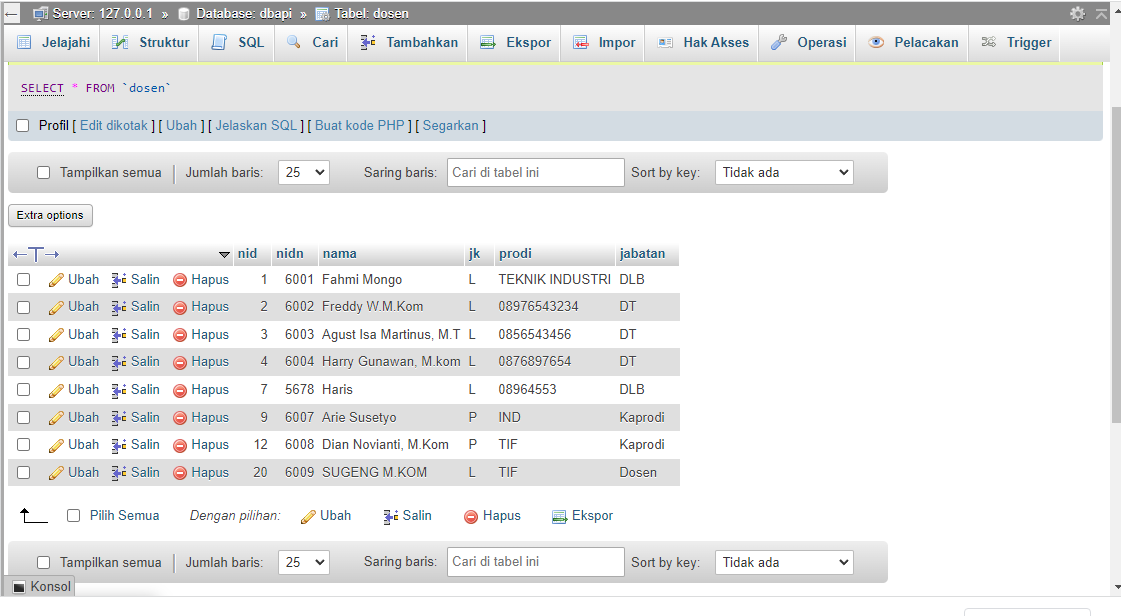 Server: 127.0.0.1 » Database: dbapi » Tabel: dosen
Jelajahi Struktur SQL Cari Tambahkan Ekspor Impor Hak Akses Operasi Pelacakan Trigger
SELECT * FROM `dosen`
Profil [ Edit dikotak ] [ Ubah ] [ Jelaskan SQL ] [ Buat kode PHP ] [ Segarkan ]
Tampilkan semua Jumlah baris: 25 Saring baris: Cari di tabel ini Sort by key: Tidak ada
Extra options
nid nidn nama jk prodi jabatan
Ubah Salin Hapus 1 6001 Fahmi Mongo L TEKNIK INDUSTRI DLB
Ubah Salin Hapus 2 6002 Freddy W.M.Kom L 08976543234 DT
Ubah Salin Hapus 3 6003 Agust Isa Martinus, M.T L 0856543456 DT
Ubah Salin Hapus 4 6004 Harry Gunawan, M.kom L 0876897654 DT
Ubah Salin Hapus 7 5678 Haris L 08964553 DLB
Ubah Salin Hapus 9 6007 Arie Susetyo P IND Kaprodi
Ubah Salin Hapus 12 6008 Dian Novianti, M.Kom P TIF Kaprodi
Ubah Salin Hapus 20 6009 SUGENG M.KOM L TIF Dosen
Pilih Semua Dengan pilihan: Ubah Salin Hapus Ekspor
Tampilkan semua Jumlah baris: 25 Saring baris: Cari di tabel ini Sort by key: Tidak ada
Konsol